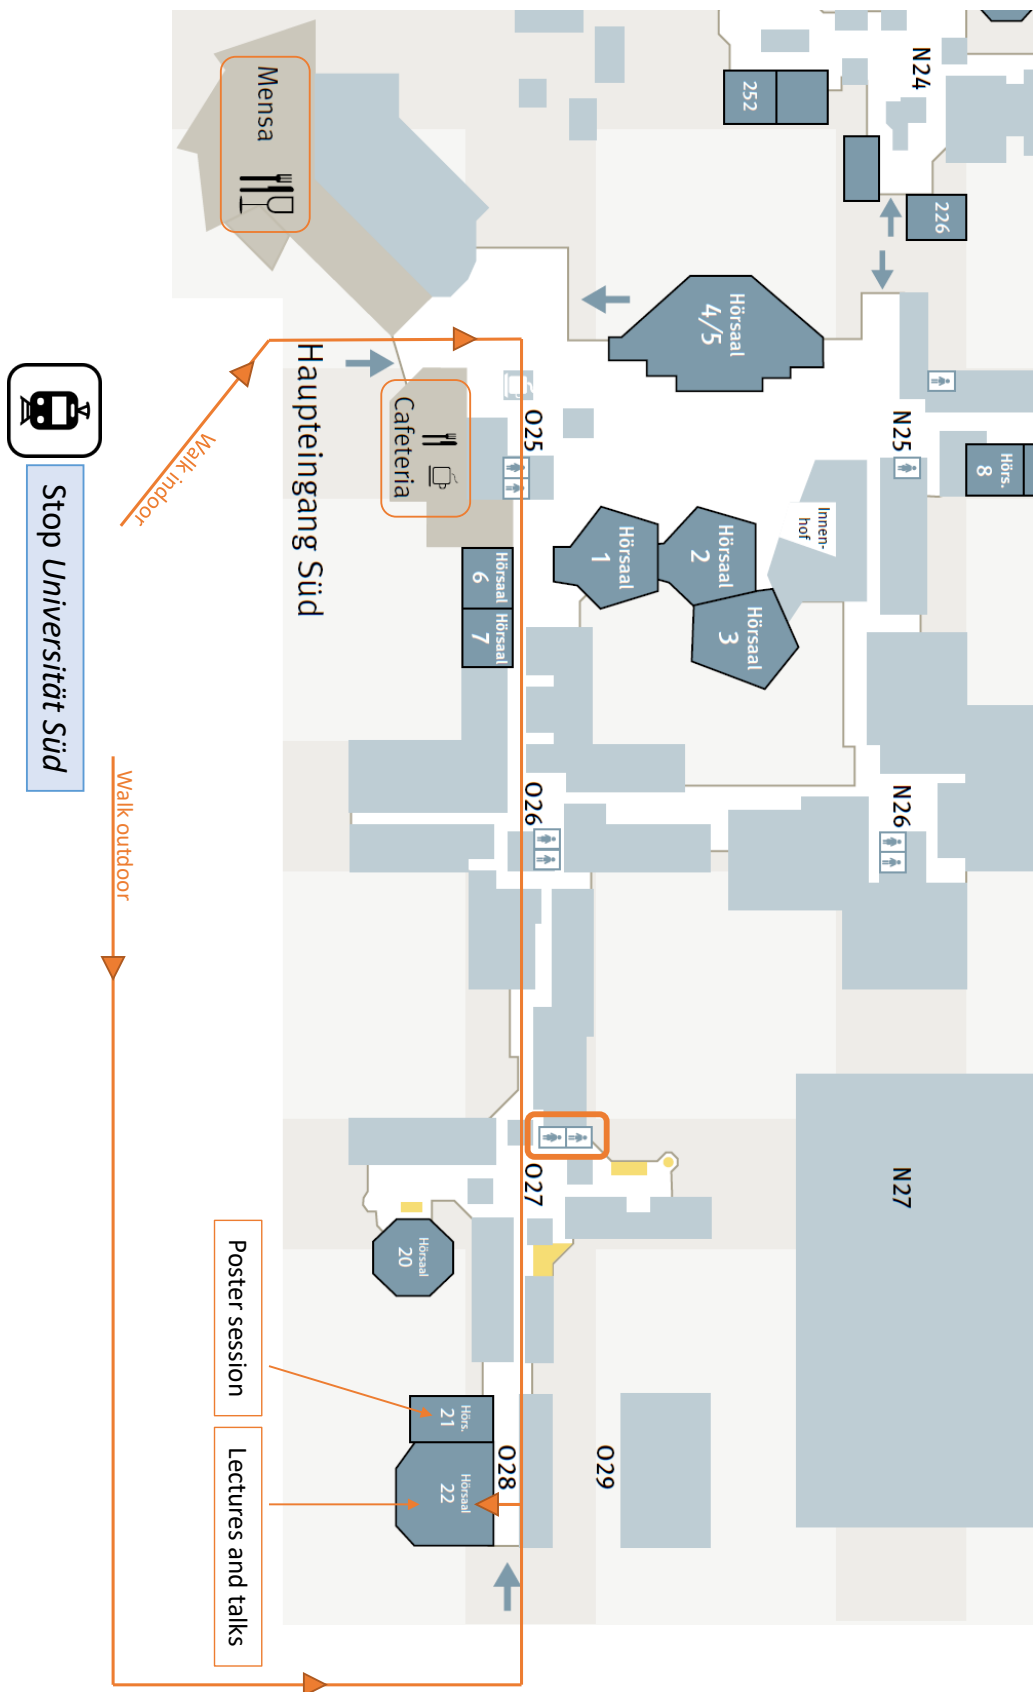 Hörs.
8
N24
226
N25
N26
N27
Innen-
hof
252
Hörsaal
4/5
Hörsaal
3
Hörsaal
2
Hörsaal
1
O29
O25
O26
O27
O28
Hörsaal
6
Hörsaal
7
Hörs.
21
Hörsaal
22
Hörsaal
20
Cafeteria
Haupteingang Süd
Mensa
Poster session
Lectures and talks
Walk indoor
Walk outdoor
Stop Universität Süd